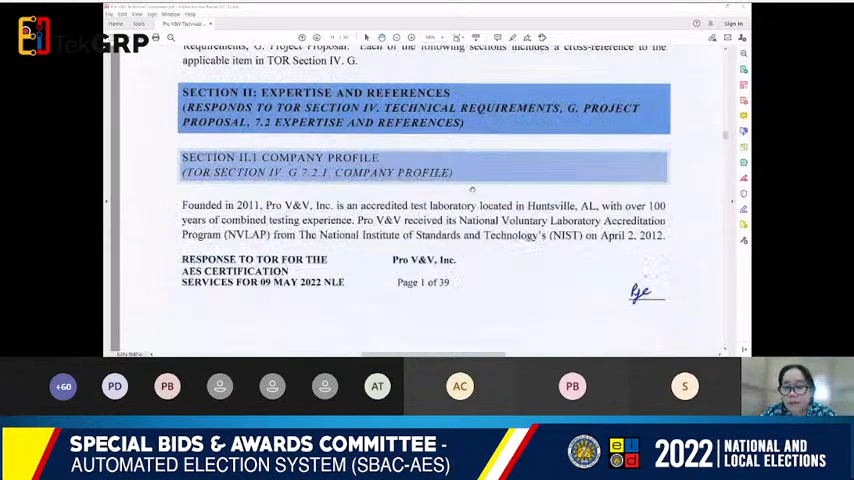 TekGRP
Home Tools Pro V&V Technical ...
Sign In
Requirements, G. Project Proposal. Each of the following sections includes a cross-reference to the
applicable item in TOR Section IV. G.
SECTION II: EXPERTISE AND REFERENCES
(RESPONDS TO TOR SECTION IV. TECHNICAL REQUIREMENTS, G. PROJECT
PROPOSAL, 7.2 EXPERTISE AND REFERENCES)
SECTION II.1 COMPANY PROFILE
(TOR SECTION IV. G 7.2.1. COMPANY PROFILE)
Founded in 2011, Pro V&V, Inc. is an accredited test laboratory located in Huntsville, AL, with over 100
years of combined testing experience. Pro V&V received its National Voluntary Laboratory Accreditation
Program (NVLAP) from The National Institute of Standards and Technology's (NIST) on April 2, 2012.
RESPONSE TO TOR FOR THE
AES CERTIFICATION
SERVICES FOR 09 MAY 2022 NLE
Pro V&V, Inc.
Page 1 of 39
+60 PD PB AT AC PB S
SPECIAL BIDS & AWARDS COMMITTEE -
AUTOMATED ELECTION SYSTEM (SBAC-AES)
2022 NATIONAL AND
LOCAL ELECTIONS